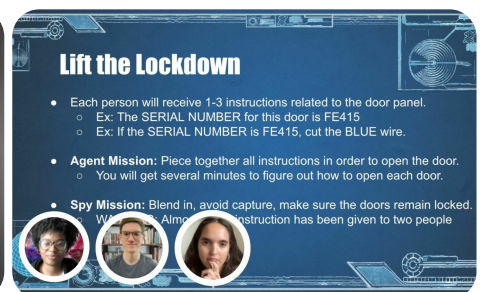 Lift the Lockdown
● Each person will receive 1-3 instructions related to the door panel.
○ Ex: The SERIAL NUMBER for this door is FE415
○ Ex: If the SERIAL NUMBER is FE415, cut the BLUE wire.
● Agent Mission: Piece together all instructions in order to open the door.
○ You will get several minutes to figure out how to open each door.
● Spy Mission: Blend in, avoid capture, make sure the doors remain locked.
instruction has been given to two people